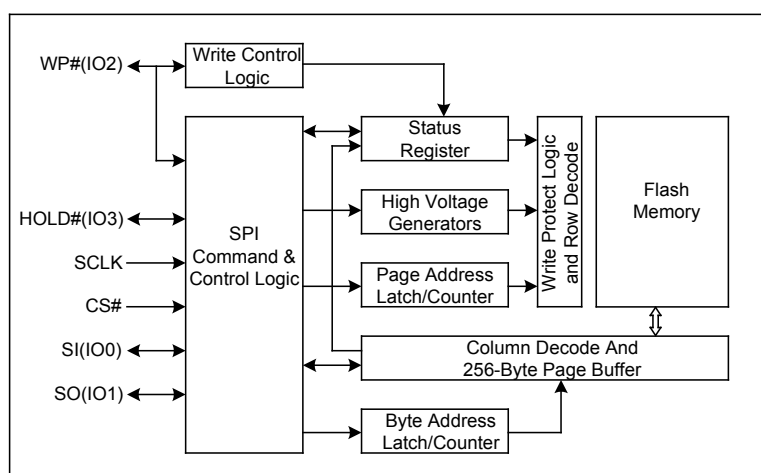 WP#(IO2)
Write Control
Logic
HOLD#(IO3)
SCLK
CS#
SI(IO0)
SO(IO1)
SPI
Command &
Control Logic
Status
Register
High Voltage
Generators
Page Address
Latch/Counter
Write Protect Logic
and Row Decode
Flash
Memory
Column Decode And
256-Byte Page Buffer
Byte Address
Latch/Counter